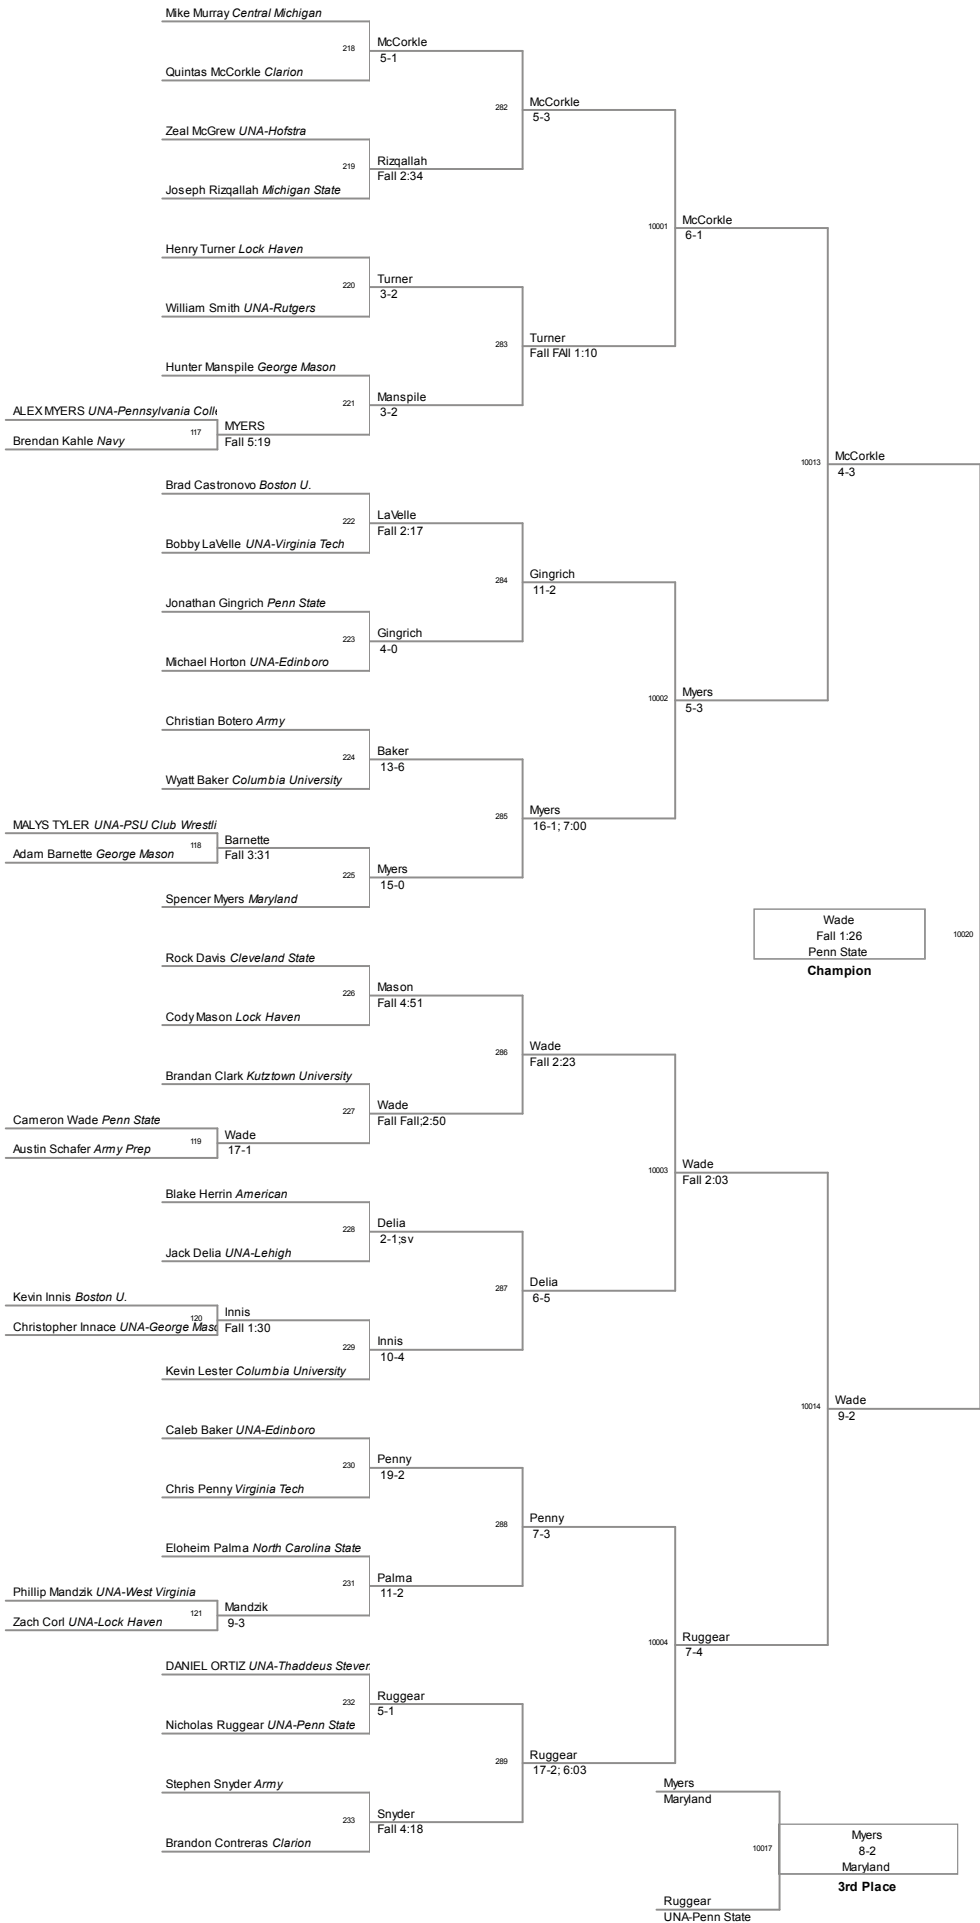 Mike Murray Central Michigan
218
McCorkle
5-1
Quintas McCorkle Clarion
282
McCorkle
5-3
Zeal McGrew UNA-Hofstra
219
Rizqallah
Fall 2:34
Joseph Rizqallah Michigan State
10001
McCorkle
6-1
Henry Turner Lock Haven
220
Turner
3-2
William Smith UNA-Rutgers
283
Turner
Fall FAll 1:10
Hunter Manspile George Mason
221
Manspile
3-2
ALEX MYERS UNA-Pennsylvania Coll
117
MYERS
Fall 5:19
Brendan Kahle Navy
10013
McCorkle
4-3
Brad Castronovo Boston U.
222
LaVelle
Fall 2:17
Bobby LaVelle UNA-Virginia Tech
284
Gingrich
11-2
Jonathan Gingrich Penn State
223
Gingrich
4-0
Michael Horton UNA-Edinboro
10002
Myers
5-3
Christian Botero Army
224
Baker
13-6
Wyatt Baker Columbia University
285
Myers
16-1; 7:00
MALYS TYLER UNA-PSU Club Wrestli
118
Barnette
Fall 3:31
Adam Barnette George Mason
225
Myers
15-0
Spencer Myers Maryland
Wade
Fall 1:26
Penn State
Champion
10020
Rock Davis Cleveland State
226
Mason
Fall 4:51
Cody Mason Lock Haven
286
Wade
Fall 2:23
Brandan Clark Kutztown University
227
Wade
Fall Fall;2:50
Cameron Wade Penn State
119
Wade
17-1
Austin Schafer Army Prep
10003
Wade
Fall 2:03
Blake Herrin American
228
Delia
2-1;sv
Jack Delia UNA-Lehigh
287
Delia
6-5
Kevin Innis Boston U.
120
Innis
Fall 1:30
Christopher Innace UNA-George Maso
229
Innis
10-4
Kevin Lester Columbia University
10014
Wade
9-2
Caleb Baker UNA-Edinboro
230
Penny
19-2
Chris Penny Virginia Tech
288
Penny
7-3
Eloheim Palma North Carolina State
231
Palma
11-2
Phillip Mandzik UNA-West Virginia
121
Mandzik
9-3
Zach Corl UNA-Lock Haven
10004
Ruggear
7-4
DANIEL ORTIZ UNA-Thaddeus Steven
232
Ruggear
5-1
Nicholas Ruggear UNA-Penn State
289
Ruggear
17-2; 6:03
Stephen Snyder Army
233
Snyder
Fall 4:18
Brandon Contreras Clarion
Myers
Maryland
10017
Myers
8-2
Maryland
3rd Place
Ruggear
UNA-Penn State